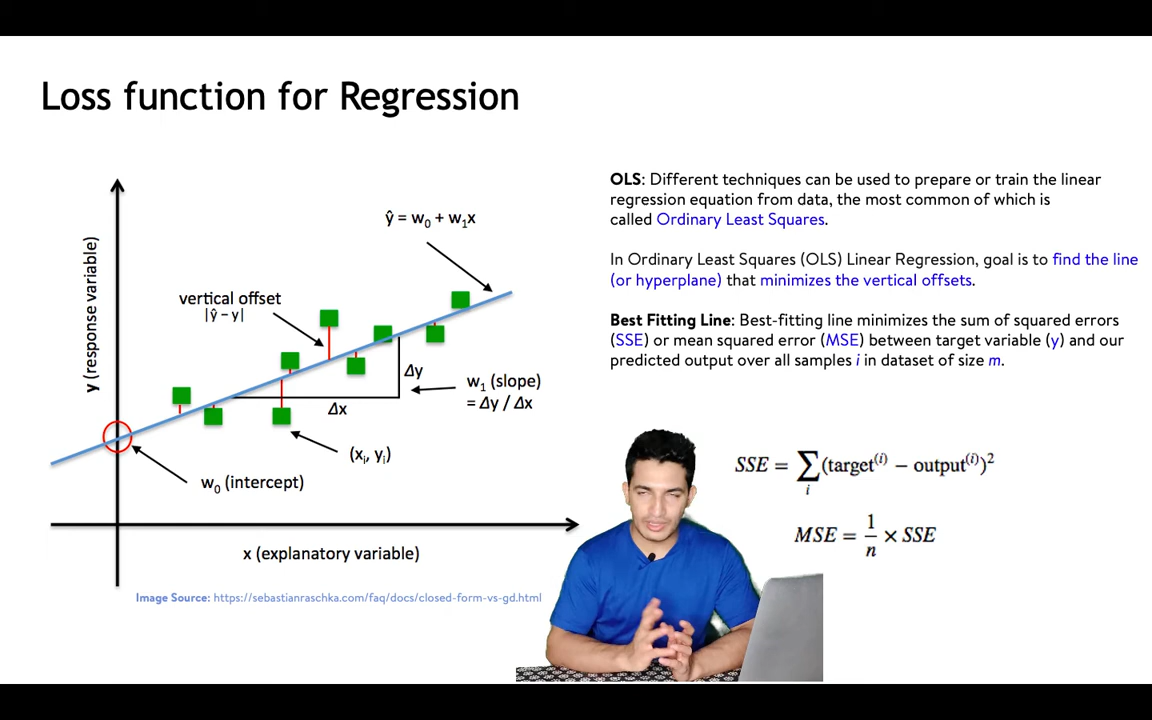 Loss function for Regression
y (response variable)
ŷ = w₀ + w₁x
vertical offset
|ŷ – y|
Δy
Δx
w₁ (slope)
= Δy / Δx
(xᵢ, yᵢ)
w₀ (intercept)
x (explanatory variable)
Image Source: https://sebastianraschka.com/faq/docs/closed-form-vs-gd.html
OLS: Different techniques can be used to prepare or train the linear
regression equation from data, the most common of which is
called Ordinary Least Squares.
In Ordinary Least Squares (OLS) Linear Regression, goal is to find the line
(or hyperplane) that minimizes the vertical offsets.
Best Fitting Line: Best-fitting line minimizes the sum of squared errors
(SSE) or mean squared error (MSE) between target variable (y) and our
predicted output over all samples i in dataset of size m.
SSE = ∑ᵢ(target⁽ⁱ⁾ – output⁽ⁱ⁾)²
MSE = 1/n × SSE